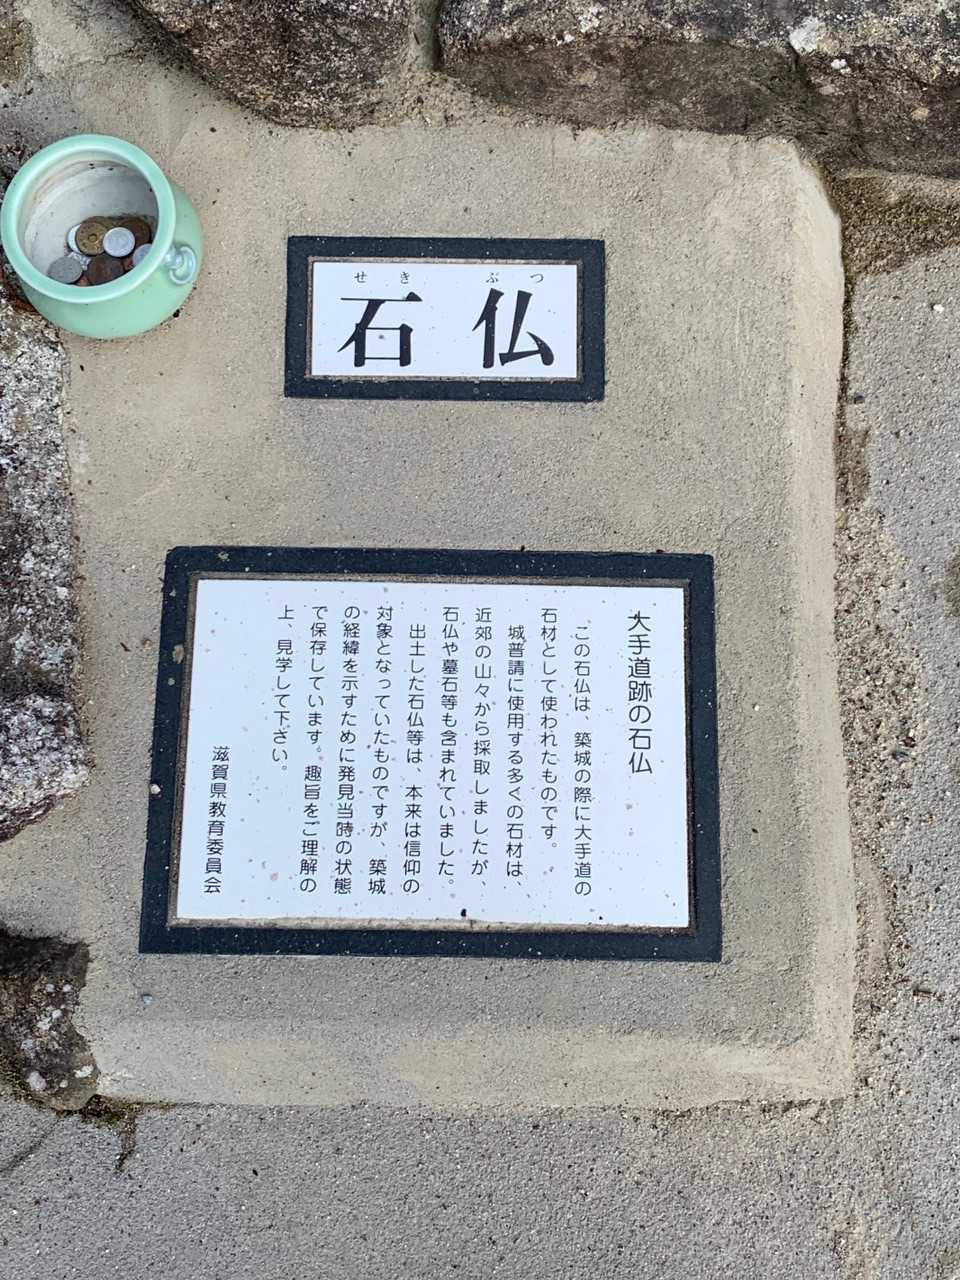 せきぶつ
石仏
大手道跡の石仏
この石仏は、築城の際に大手道の
石材として使われたものです。
城普請に使用する多くの石材は、
近郊の山々から採取しましたが、
石仏や墓石等も含まれていました。
出土した石仏等は、本来は信仰の
対象となっていたものですが、築城
の経緯を示すために発見当時の状態
で保存しています。趣旨をご理解の
上、見学して下さい。
滋賀県教育委員会